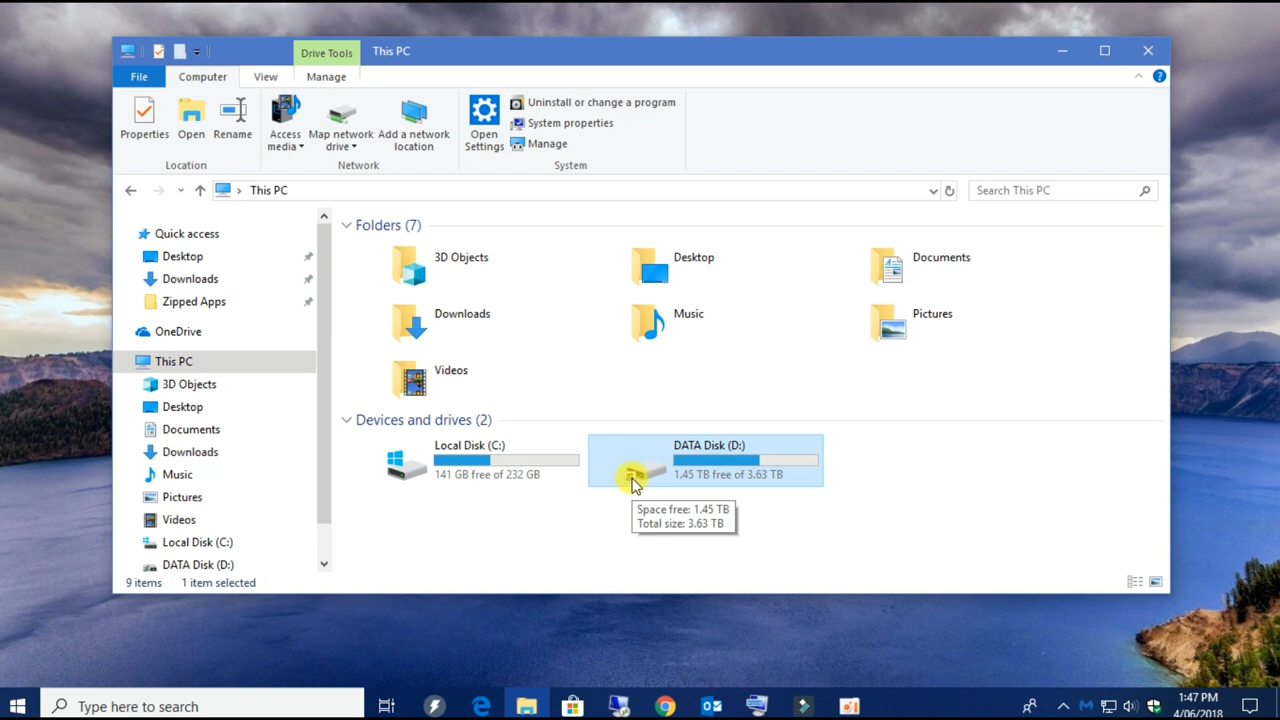 Drive Tools
This PC
File
Computer
View
Manage
Properties
Open
Rename
Access media
Map network drive
Add a network location
Open Settings
Uninstall or change a program
System properties
Manage
Location
Network
System
This PC
Search This PC
Quick access
Desktop
Downloads
Zipped Apps
OneDrive
This PC
3D Objects
Desktop
Documents
Downloads
Music
Pictures
Videos
Local Disk (C:)
DATA Disk (D:)
Folders (7)
3D Objects
Desktop
Documents
Downloads
Music
Pictures
Videos
Devices and drives (2)
Local Disk (C:)
141 GB free of 232 GB
DATA Disk (D:)
1.45 TB free of 3.63 TB
Space free: 1.45 TB
Total size: 3.63 TB
9 items
1 item selected
Type here to search
1:47 PM
4/06/2018